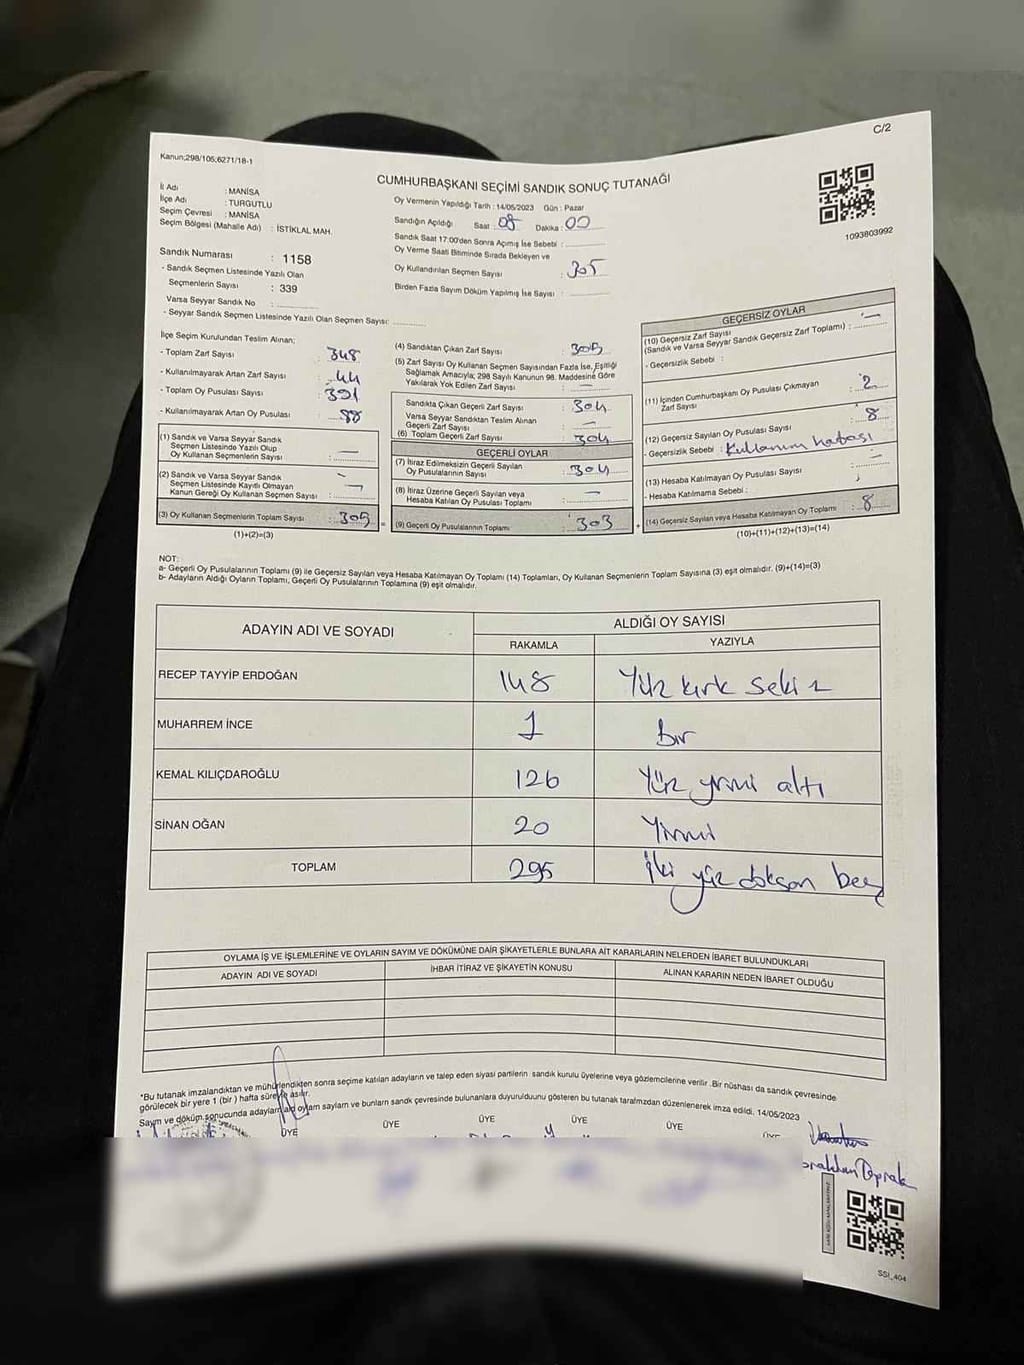 C/2
Kanun;298/105;6271/18-1
CUMHURBAŞKANI SEÇİMİ SANDIK SONUÇ TUTANAĞI
İl Adı : MANİSA
İlçe Adı : TURGUTLU
Seçim Çevresi : MANİSA
Seçim Bölgesi (Mahalle Adı) : İSTİKLAL MAH.
Sandık Numarası : 1158
- Sandık Seçmen Listesinde Yazılı Olan
Seçmenlerin Sayısı : 339
Varsa Seyyar Sandık No :
- Seyyar Sandık Seçmen Listesinde Yazılı Olan Seçmen Sayısı:
Oy Vermenin Yapıldığı Tarih : 14/05/2023 Gün : Pazar
Sandığın Açıldığı Saat : 08 Dakika : 00
Sandık Saat 17:00'den Sonra Açımış İse Sebebi :
Oy Verme Saati Bitiminde Sırada Bekleyen ve
Oy Kullandırılan Seçmen Sayısı : 305
Birden Fazla Sayım Döküm Yapılmış İse Sayısı :
1093803992
İlçe Seçim Kurulundan Teslim Alınan;
- Toplam Zarf Sayısı : 348
- Kullanılmayarak Artan Zarf Sayısı : 44
- Toplam Oy Pusulası Sayısı : 391
- Kullanılmayarak Artan Oy Pusulası : 88
(1) Sandık ve Varsa Seyyar Sandık
Seçmen Listesinde Yazılı Olup
Oy Kullanan Seçmenlerin Sayısı : —
(2) Sandık ve Varsa Seyyar Sandık
Seçmen Listesinde Kayıtlı Olmayan
Kanun Gereği Oy Kullanan Seçmen Sayısı : —
(3) Oy Kullanan Seçmenlerin Toplam Sayısı : 305
(1)+(2)=(3)
(4) Sandıktan Çıkan Zarf Sayısı : 305
(5) Zarf Sayısı Oy Kullanan Seçmen Sayısından Fazla İse, Eşitliği
Sağlamak Amacıyla; 298 Sayılı Kanunun 98. Maddesine Göre
Yakılarak Yok Edilen Zarf Sayısı : —
Sandıkta Çıkan Geçerli Zarf Sayısı : 304
Varsa Seyyar Sandıktan Teslim Alınan
Geçerli Zarf Sayısı : —
(6) Toplam Geçerli Zarf Sayısı : 304
GEÇERLİ OYLAR
(7) İtiraz Edilmeksizin Geçerli Sayılan
Oy Pusulalarının Sayısı : 304
(8) İtiraz Üzerine Geçerli Sayılan veya
Hesaba Katılan Oy Pusulası Toplamı : —
(9) Geçerli Oy Pusulalarının Toplamı : 303
GEÇERSİZ OYLAR
(10) Geçersiz Zarf Sayısı
(Sandık ve Varsa Seyyar Sandık Geçersiz Zarf Toplamı) : —
- Geçersizlik Sebebi :
(11) İçinden Cumhurbaşkanı Oy Pusulası Çıkmayan
Zarf Sayısı : 2
(12) Geçersiz Sayılan Oy Pusulası Sayısı : 8
- Geçersizlik Sebebi : Kullanım hatası
(13) Hesaba Katılmayan Oy Pusulası Sayısı : —
- Hesaba Katılmama Sebebi :
(14) Geçersiz Sayılan veya Hesaba Katılmayan Oy Toplamı : 8
(10)+(11)+(12)+(13)=(14)
NOT:
a- Geçerli Oy Pusulalarının Toplamı (9) ile Geçersiz Sayılan veya Hesaba Katılmayan Oy Toplamı (14) Toplamları, Oy Kullanan Seçmenlerin Toplam Sayısına (3) eşit olmalıdır. (9)+(14)=(3)
b- Adayların Aldığı Oyların Toplamı, Geçerli Oy Pusulalarının Toplamına (9) eşit olmalıdır.
ADAYIN ADI VE SOYADI
ALDIĞI OY SAYISI
RAKAMLA YAZIYLA
RECEP TAYYİP ERDOĞAN 148 Yüz kırk sekiz
MUHARREM İNCE 1 Bir
KEMAL KILIÇDAROĞLU 126 Yüz yirmi altı
SİNAN OĞAN 20 Yirmi
TOPLAM 295 İki yüz doksan beş
OYLAMA İŞ VE İŞLEMLERİNE VE OYLARIN SAYIM VE DÖKÜMÜNE DAİR ŞİKAYETLERLE BUNLARA AİT KARARLARIN NELERDEN İBARET BULUNDUKLARI
ADAYIN ADI VE SOYADI İHBAR İTİRAZ VE ŞİKAYETİN KONUSU ALINAN KARARIN NEDEN İBARET OLDUĞU
*Bu tutanak imzalandıktan ve mühürlendikten sonra seçime katılan adayların ve talep eden siyasi partilerin sandık kurulu üyelerine veya gözlemcilerine verilir. Bir nüshası da sandık çevresinde
görülecek bir yere 1 (bir) hafta süreyle asılır.
Sayım ve döküm sonucunda adayların oyların sayıları ve bunların sandık çevresinde bulunanlara duyurulduğunu gösteren bu tutanak tarafımızdan düzenlenerek imza edildi. 14/05/2023
ÜYE ÜYE ÜYE ÜYE ÜYE ÜYE
Toprak
SSI_404